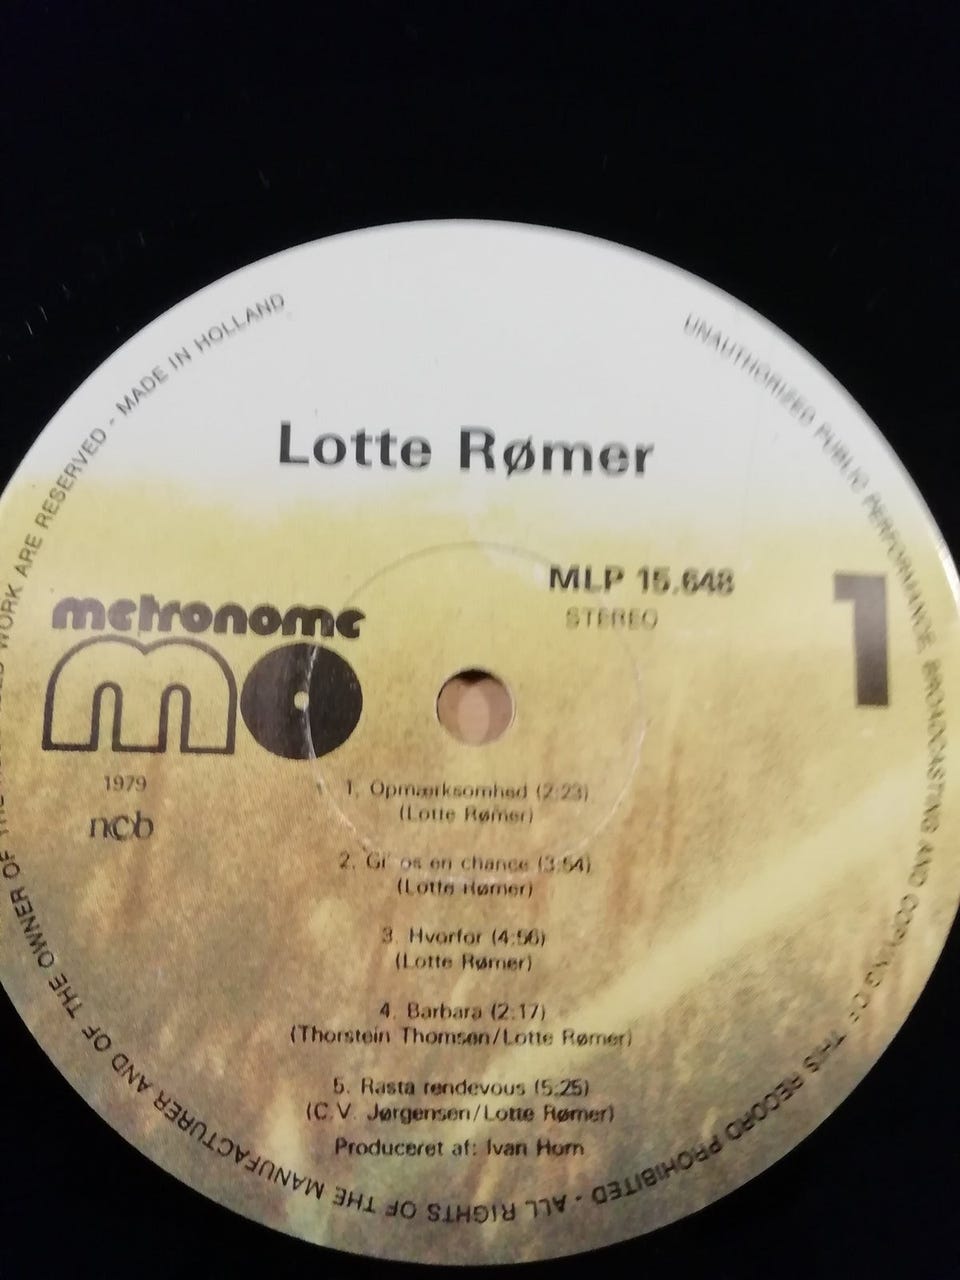 Lotte Rømer
MLP 15.648
STEREO
1
metronome
mo
1979
ncb
1. Opmærksomhed (2:23)
(Lotte Rømer)
2. Gi' os en chance (3:54)
(Lotte Rømer)
3. Hvorfor (4:56)
(Lotte Rømer)
4. Barbara (2:17)
(Thorstein Thomsen/Lotte Rømer)
5. Rasta rendevous (5:25)
(C.V. Jørgensen/Lotte Rømer)
Produceret af: Ivan Horn
UNAUTHORIZED PUBLIC PERFORMANCE, BROADCASTING AND COPYING OF THIS RECORD PROHIBITED - ALL RIGHTS OF THE MANUFACTURER AND OF THE OWNER OF THE WORK ARE RESERVED - MADE IN HOLLAND